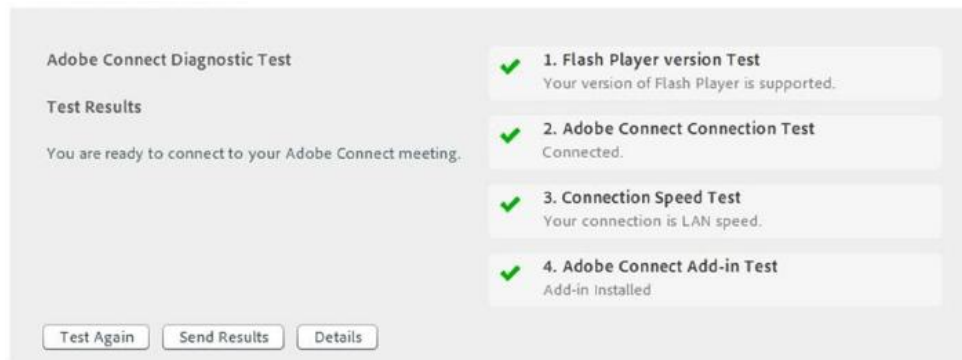 Adobe Connect Diagnostic Test
Test Results
You are ready to connect to your Adobe Connect meeting.
1. Flash Player version Test
Your version of Flash Player is supported.
2. Adobe Connect Connection Test
Connected.
3. Connection Speed Test
Your connection is LAN speed.
4. Adobe Connect Add-in Test
Add-in Installed
Test Again
Send Results
Details